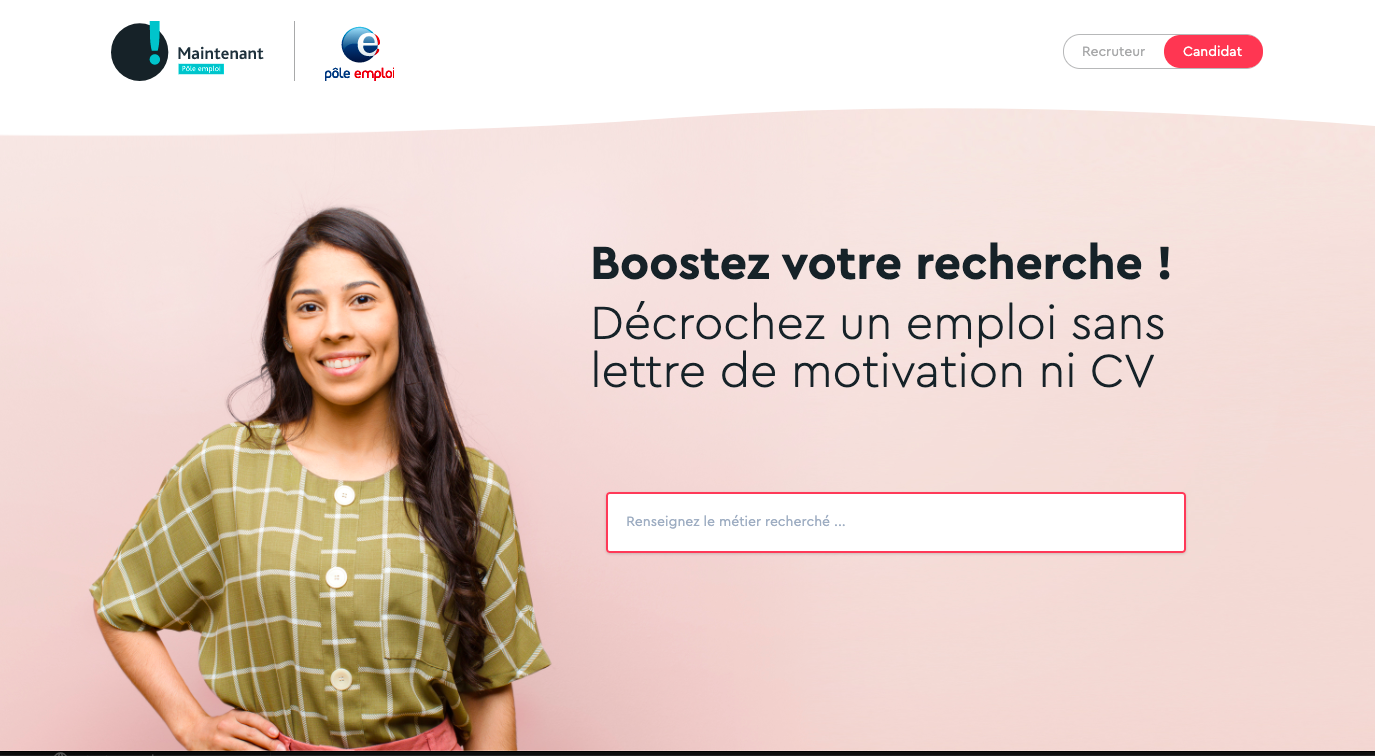 Maintenant
Pôle emploi
e
pôle emploi
Recruteur
Candidat
Boostez votre recherche !
Décrochez un emploi sans
lettre de motivation ni CV
Renseignez le métier recherché ...